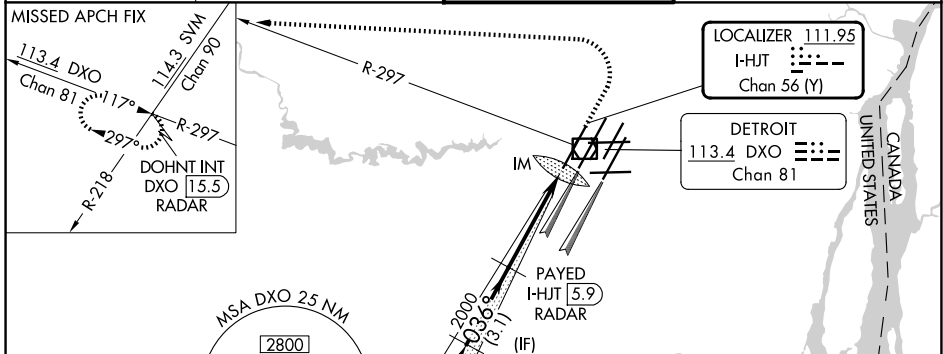 MISSED APCH FIX
113.4 DXO
Chan 81
114.3 SVM
Chan 90
117°
297°
R-297
R-218
DOHNT INT
DXO 15.5
RADAR
R-297
LOCALIZER 111.95
I-HJT
Chan 56 (Y)
DETROIT
113.4 DXO
Chan 81
CANADA
UNITED STATES
IM
PAYED
I-HJT 5.9
RADAR
2000
036°
(3.1)
(IF)
MSA DXO 25 NM
2800